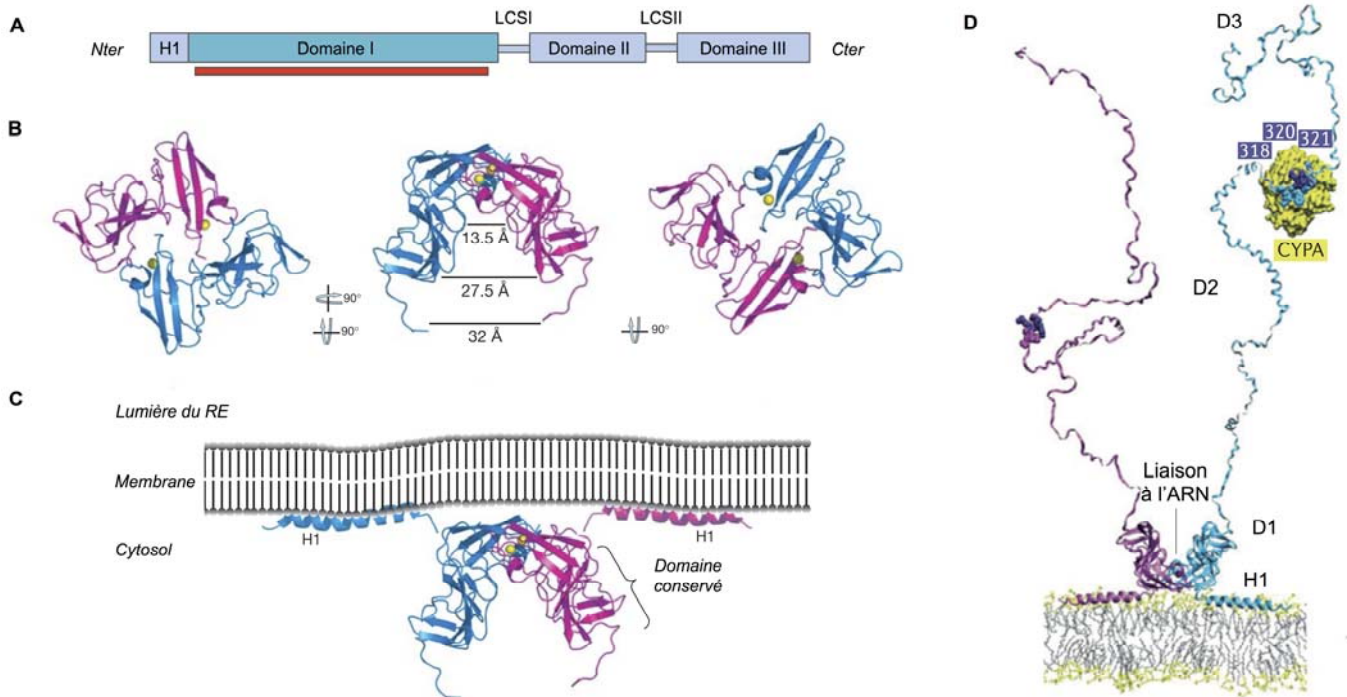 A
Nter
H1
Domaine I
LCSI
Domaine II
LCSII
Domaine III
Cter
B
90°
90°
13.5 Å
27.5 Å
32 Å
90°
C
Lumière du RE
Membrane
Cytosol
H1
H1
Domaine
conservé
D
D3
318
320
321
CYPA
D2
Liaison
à l'ARN
D1
H1